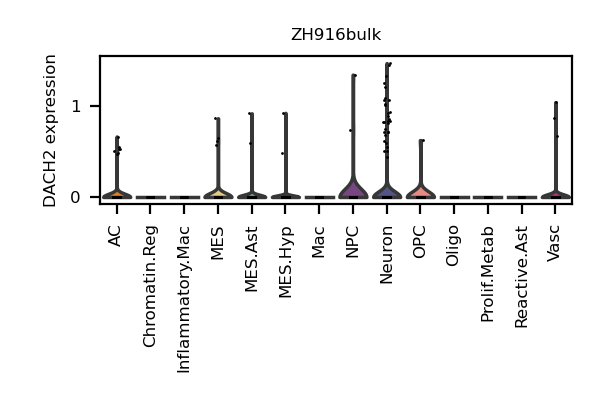 ZH916bulk
DACH2 expression
1
0
AC
Chromatin.Reg
Inflammatory.Mac
MES
MES.Ast
MES.Hyp
Mac
NPC
Neuron
OPC
Oligo
Prolif.Metab
Reactive.Ast
Vasc